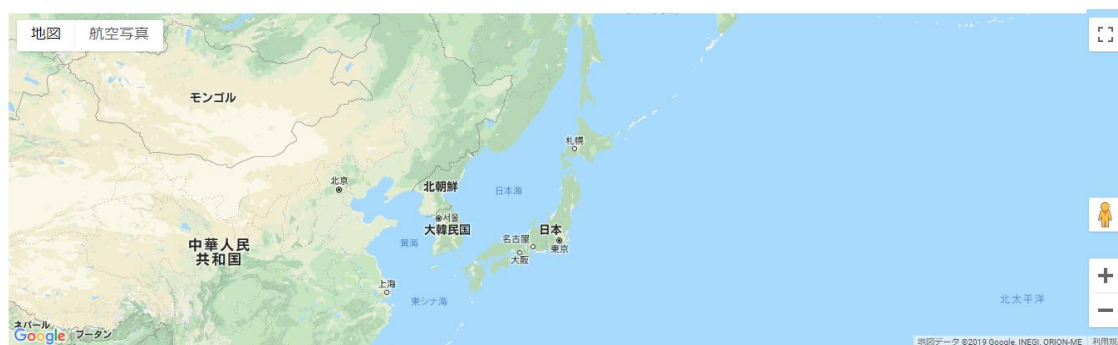 地図 航空写真
モンゴル
札幌
北京
北朝鮮
日本海
서울
大韓民国
日本
名古屋
東京
大阪
黄海
中華人民
共和国
上海
東シナ海
北太平洋
ネパール
ブータン
Google
地図データ ©2019 Google, INEGI, ORION-ME 利用規